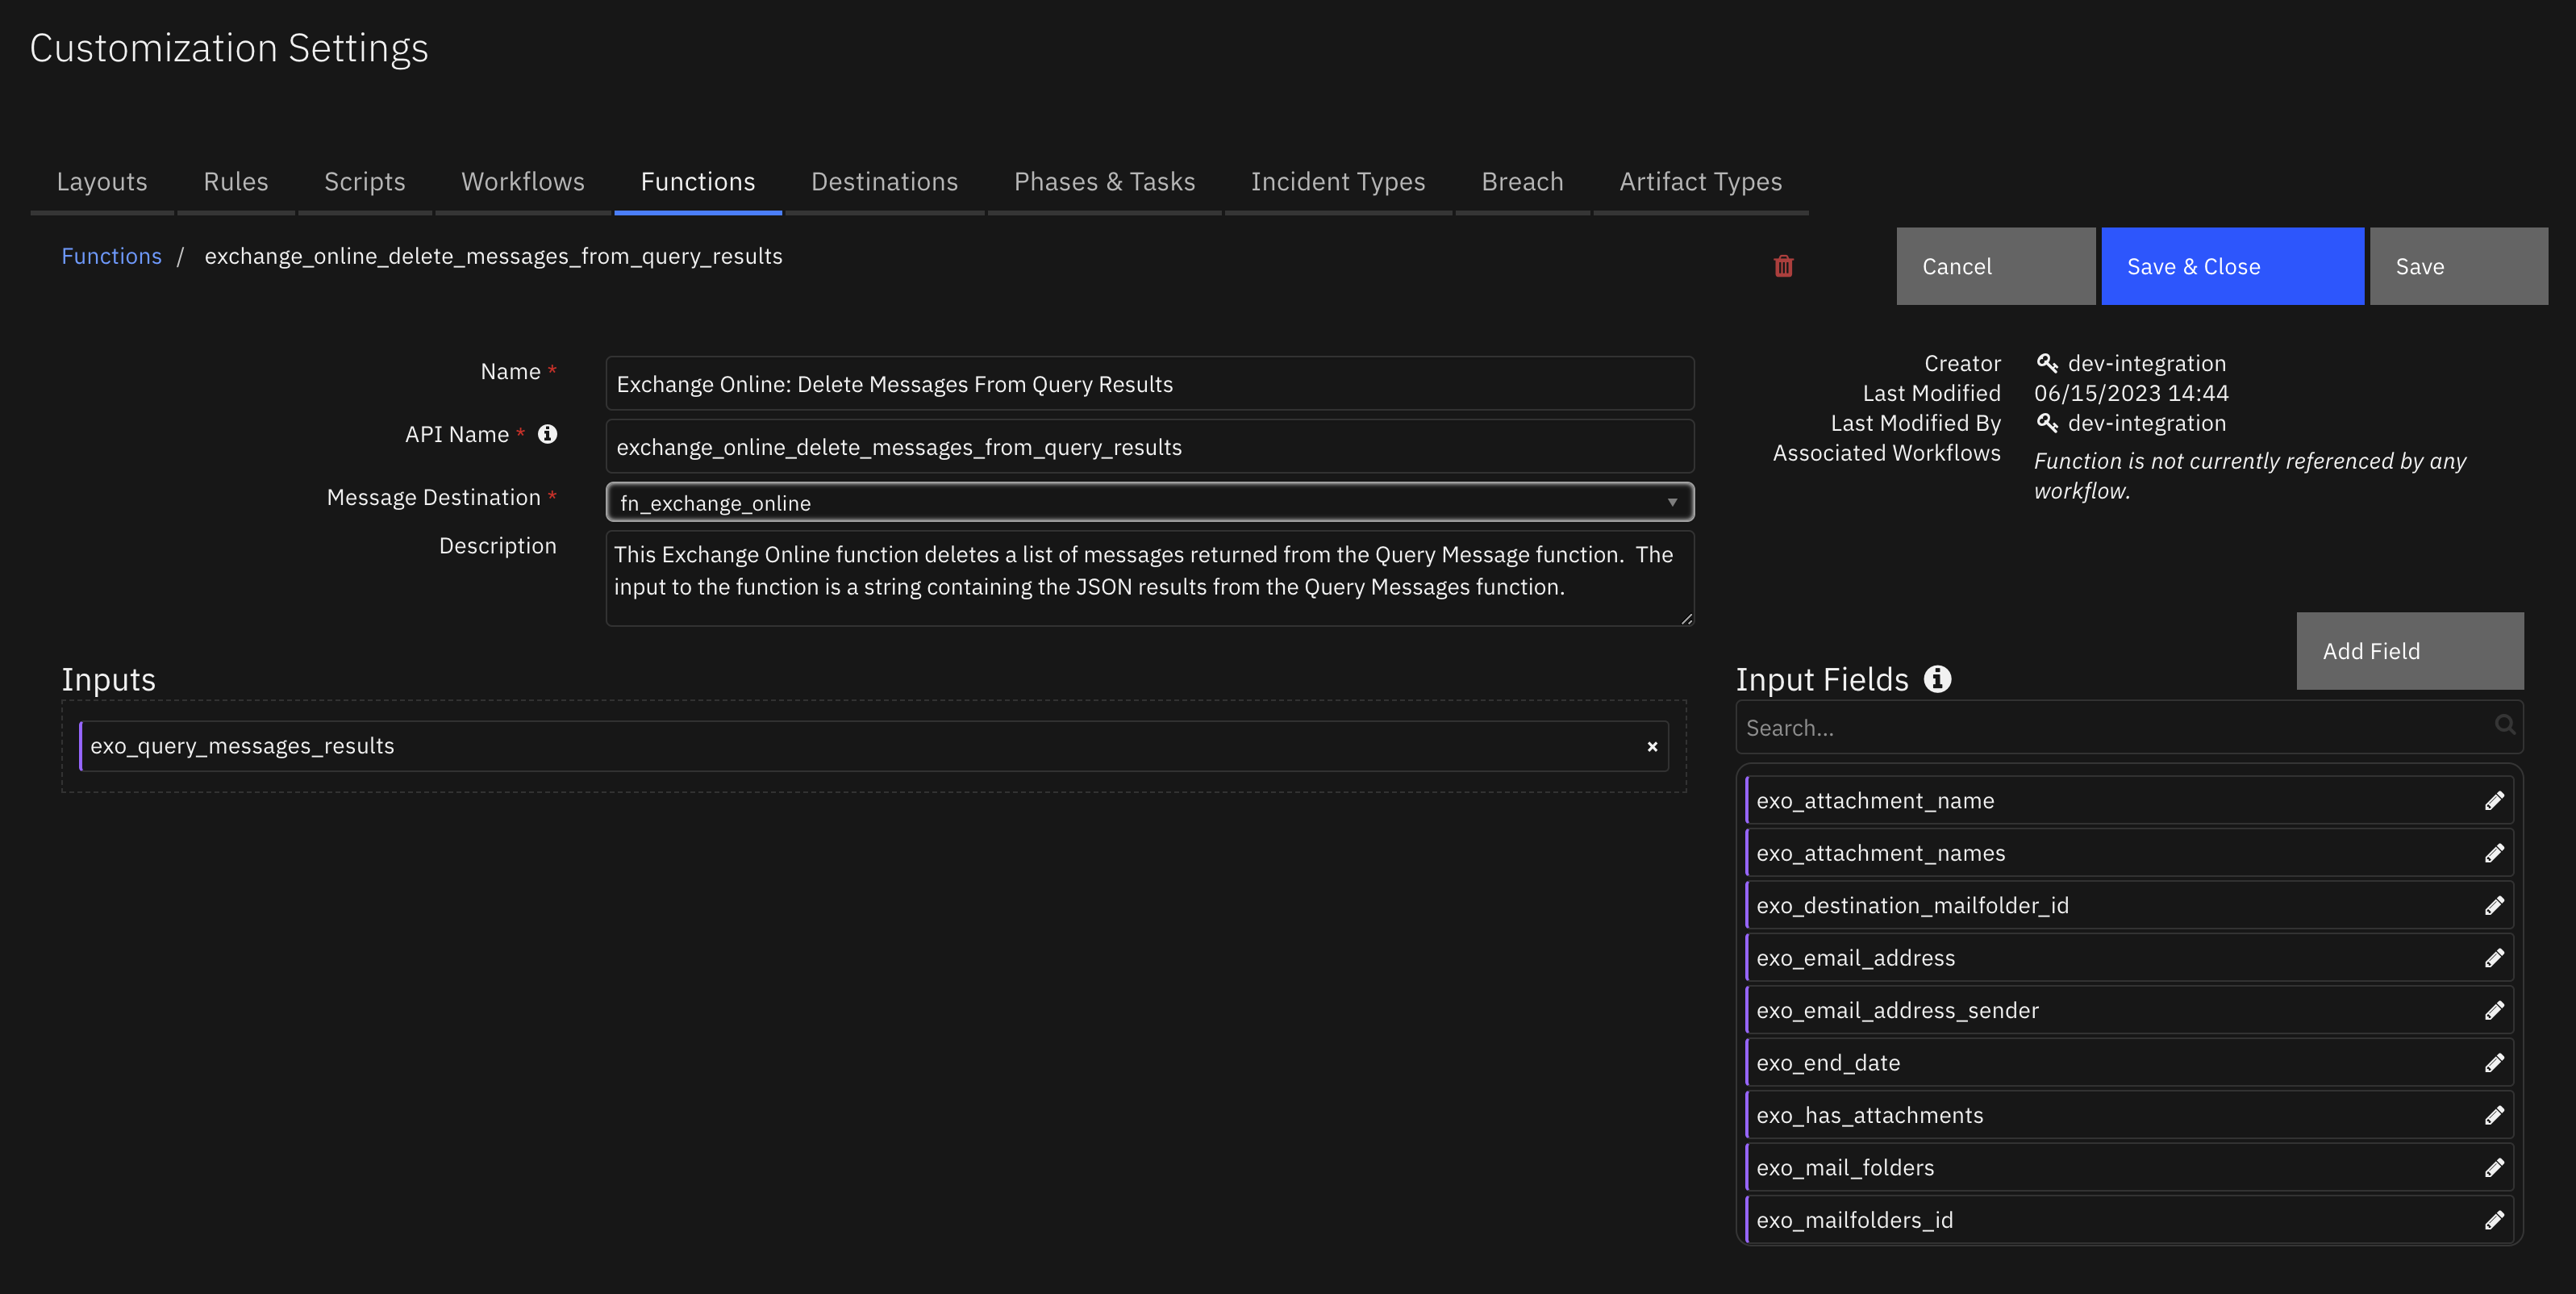 Customization Settings
Layouts Rules Scripts Workflows Functions Destinations Phases & Tasks Incident Types Breach Artifact Types
Functions / exchange_online_delete_messages_from_query_results
Cancel Save & Close Save
Name * Exchange Online: Delete Messages From Query Results
API Name * exchange_online_delete_messages_from_query_results
Message Destination * fn_exchange_online
Description This Exchange Online function deletes a list of messages returned from the Query Message function.  The
input to the function is a string containing the JSON results from the Query Messages function.
Creator dev-integration
Last Modified 06/15/2023 14:44
Last Modified By dev-integration
Associated Workflows Function is not currently referenced by any
workflow.
Inputs
exo_query_messages_results ×
Add Field
Input Fields
Search...
exo_attachment_name
exo_attachment_names
exo_destination_mailfolder_id
exo_email_address
exo_email_address_sender
exo_end_date
exo_has_attachments
exo_mail_folders
exo_mailfolders_id